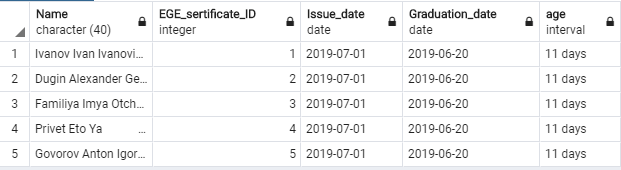 Name EGE_sertificate_ID Issue_date Graduation_date age
character (40) integer date date interval
1 Ivanov Ivan Ivanovi... 1 2019-07-01 2019-06-20 11 days
2 Dugin Alexander Ge... 2 2019-07-01 2019-06-20 11 days
3 Familiya Imya Otch... 3 2019-07-01 2019-06-20 11 days
4 Privet Eto Ya ... 4 2019-07-01 2019-06-20 11 days
5 Govorov Anton Igor... 5 2019-07-01 2019-06-20 11 days